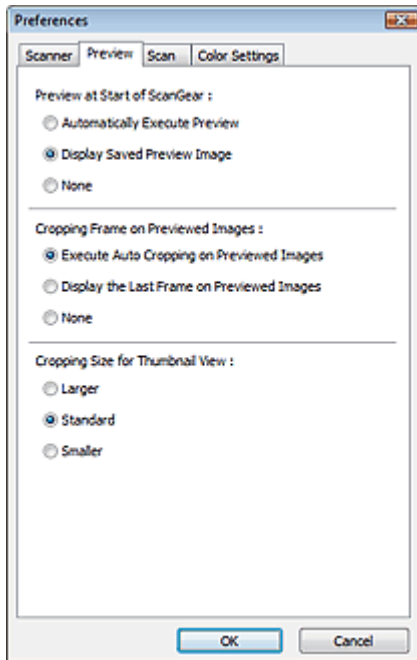 Preferences
Scanner Preview Scan Color Settings
Preview at Start of ScanGear :
Automatically Execute Preview
Display Saved Preview Image
None
Cropping Frame on Previewed Images :
Execute Auto Cropping on Previewed Images
Display the Last Frame on Previewed Images
None
Cropping Size for Thumbnail View :
Larger
Standard
Smaller
OK Cancel